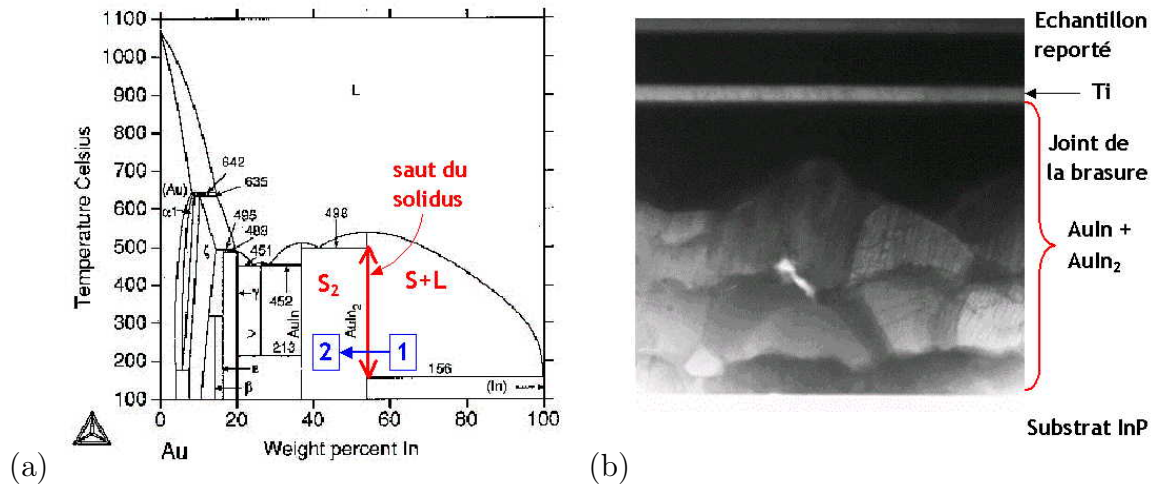 1100
1000
900
800
700
600
500
400
300
200
100
0
20
40
60
80
100
Temperature Celsius
Weight percent In
Au
L
642
635
(Au)
α1
495
483
451
498
ζ
452
γ
AuIn
AuIn₂
213
ε
β
156
(In)
saut du
solidus
S₂
S+L
2
1
(a)
Echantillon
reporté
Ti
Joint de
la brasure
AuIn +
AuIn₂
Substrat InP
(b)